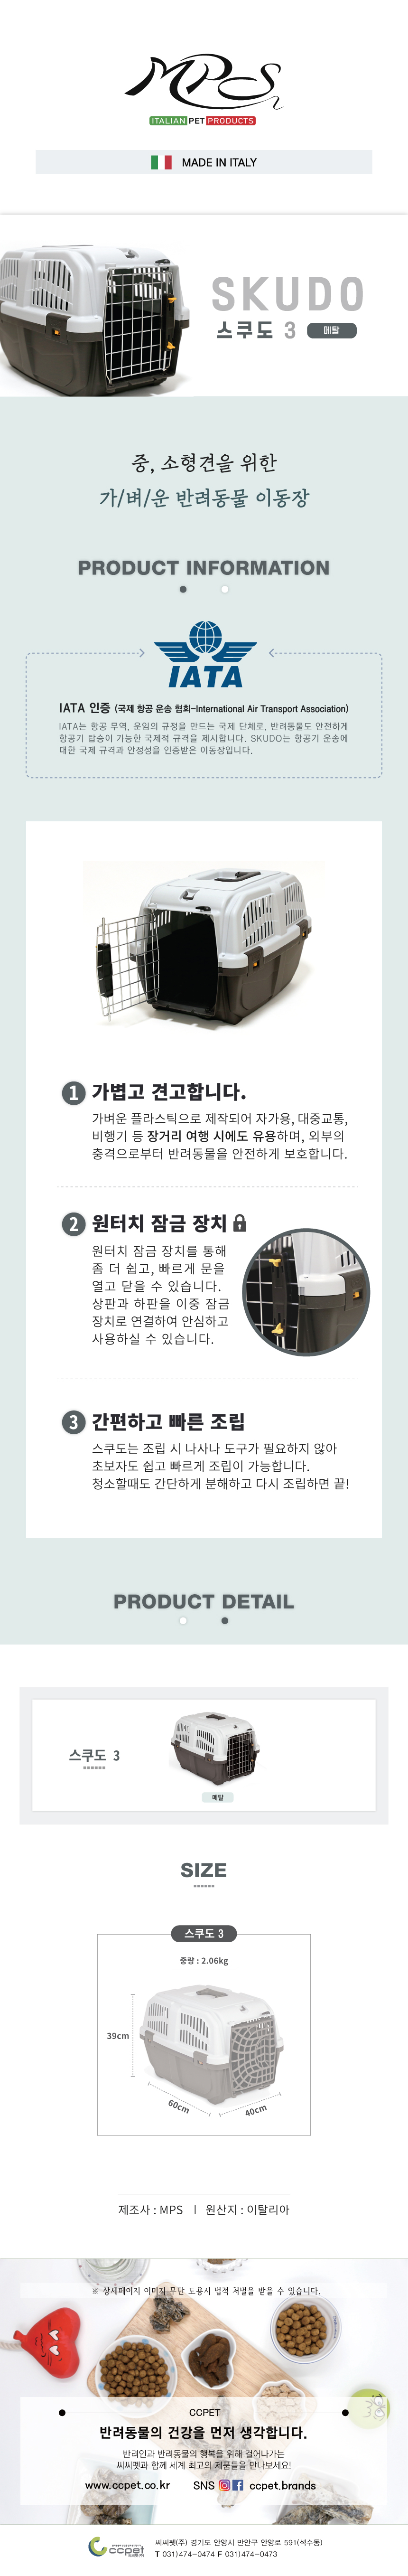 MPS
ITALIAN PET PRODUCTS
MADE IN ITALY
SKUDO
스쿠도 3 메탈
중, 소형견을 위한
가/벼/운 반려동물 이동장
PRODUCT INFORMATION
IATA
IATA 인증 (국제 항공 운송 협회-International Air Transport Association)
IATA는 항공 무역, 운임의 규정을 만드는 국제 단체로, 반려동물도 안전하게
항공기 탑승이 가능한 국제적 규격을 제시합니다. SKUDO는 항공기 운송에
대한 국제 규격과 안정성을 인증받은 이동장입니다.
1 가볍고 견고합니다.
가벼운 플라스틱으로 제작되어 자가용, 대중교통,
비행기 등 장거리 여행 시에도 유용하며, 외부의
충격으로부터 반려동물을 안전하게 보호합니다.
2 원터치 잠금 장치
원터치 잠금 장치를 통해
좀 더 쉽고, 빠르게 문을
열고 닫을 수 있습니다.
상판과 하판을 이중 잠금
장치로 연결하여 안심하고
사용하실 수 있습니다.
3 간편하고 빠른 조립
스쿠도는 조립 시 나사나 도구가 필요하지 않아
초보자도 쉽고 빠르게 조립이 가능합니다.
청소할때도 간단하게 분해하고 다시 조립하면 끝!
PRODUCT DETAIL
스쿠도 3
메탈
SIZE
스쿠도 3
중량 : 2.06kg
39cm
60cm
40cm
제조사 : MPS ㅣ 원산지 : 이탈리아
※ 상세페이지 이미지 무단 도용시 법적 처벌을 받을 수 있습니다.
CCPET
반려동물의 건강을 먼저 생각합니다.
반려인과 반려동물의 행복을 위해 걸어나가는
씨씨펫과 함께 세계 최고의 제품들을 만나보세요!
www.ccpet.co.kr SNS ccpet.brands
ccpet
씨씨펫(주) 경기도 안양시 만안구 안양로 591(석수동)
T 031)474-0474 F 031)474-0473